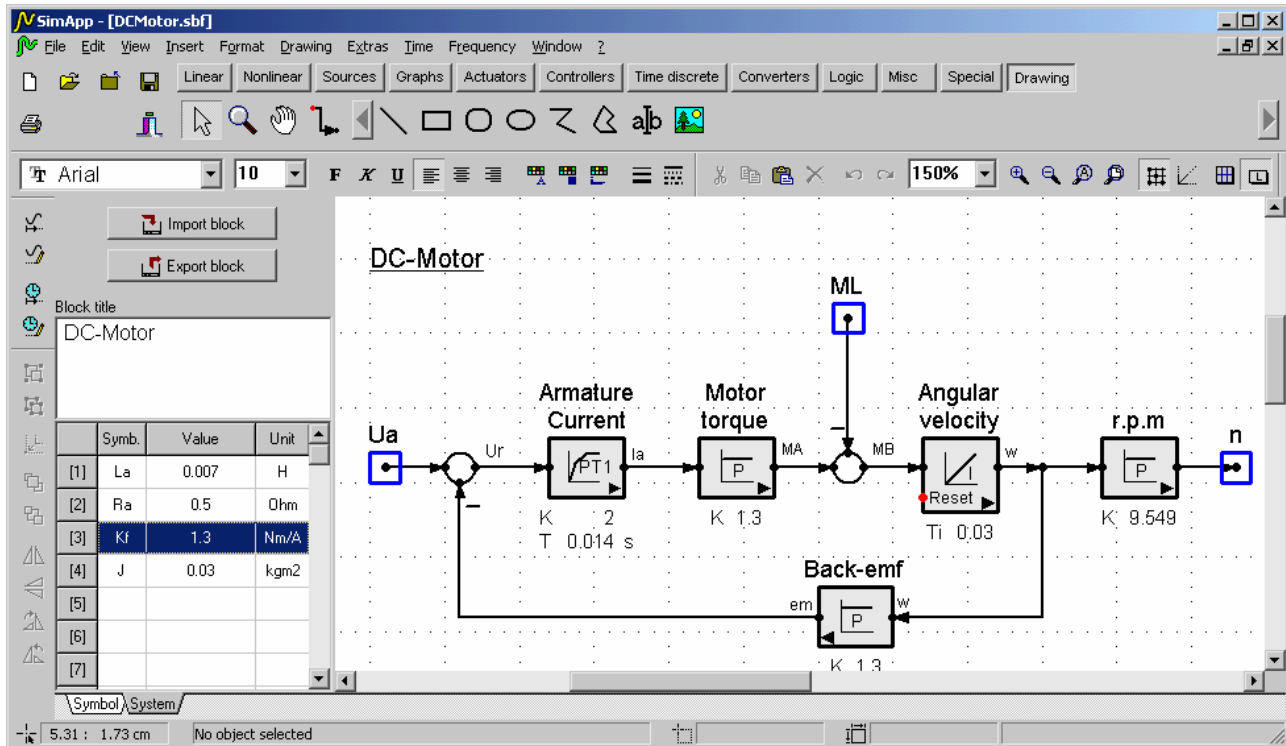 SimApp - [DCMotor.sbf]
File Edit View Insert Format Drawing Extras Time Frequency Window ?
Linear Nonlinear Sources Graphs Actuators Controllers Time discrete Converters Logic Misc Special Drawing
a|b
Arial 10 F K U 150%
Import block
Export block
Block title
DC-Motor
Symb. Value Unit
[1] La 0.007 H
[2] Ra 0.5 Ohm
[3] Kf 1.3 Nm/A
[4] J 0.03 kgm2
[5]
[6]
[7]
Symbol System
DC-Motor
ML
Armature Current
Motor torque
Angular velocity
r.p.m
Ua
Ur
PT1
Ia
P
MA
MB
I
Reset
w
P
n
K 2
T 0.014 s
K 1.3
Ti 0.03
K 9.549
Back-emf
em
P
w
K 1.3
5.31 : 1.73 cm No object selected